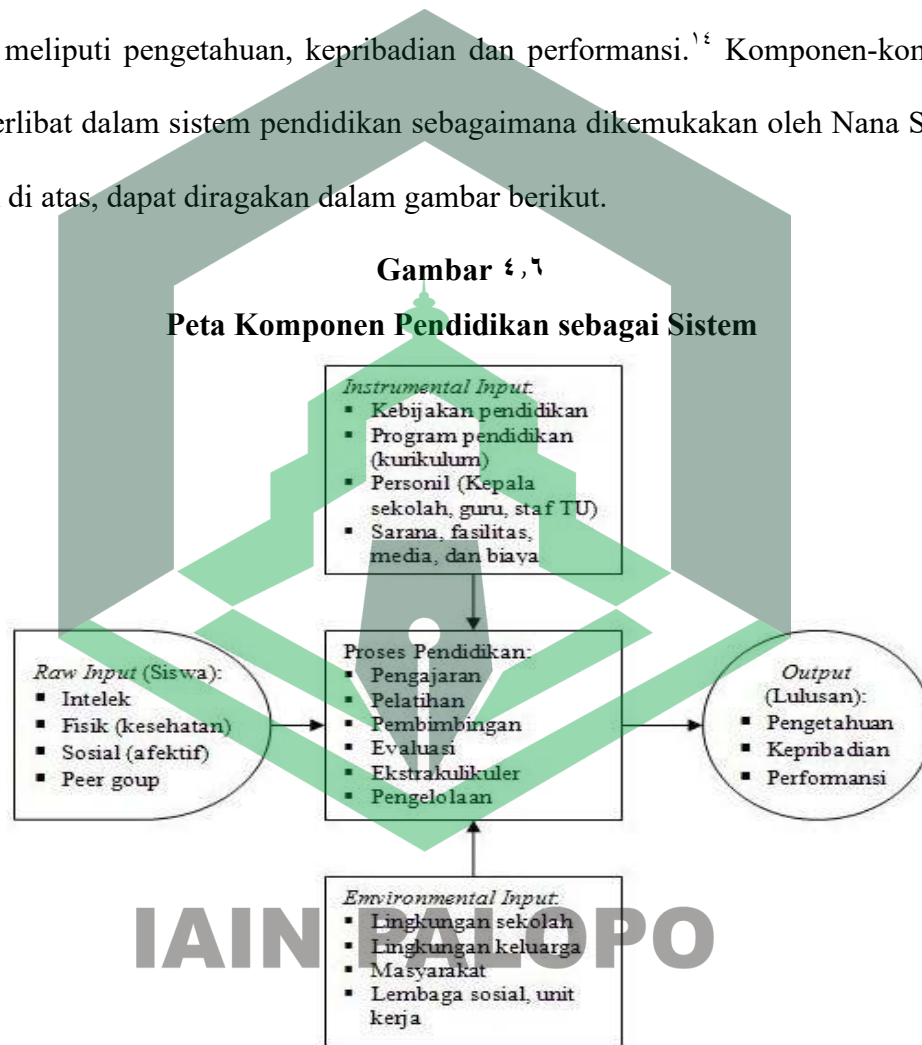 meliputi pengetahuan, kepribadian dan performansi.١٤ Komponen-kon
erlibat dalam sistem pendidikan sebagaimana dikemukakan oleh Nana S
di atas, dapat diragakan dalam gambar berikut.
Gambar ٤,٦
Peta Komponen Pendidikan sebagai Sistem
Instrumental Input:
▪ Kebijakan pendidikan
▪ Program pendidikan
(kurikulum)
▪ Personil (Kepala
sekolah, guru, staf TU)
▪ Sarana, fasilitas,
media, dan biaya
Raw Input (Siswa):
▪ Intelek
▪ Fisik (kesehatan)
▪ Sosial (afektif)
▪ Peer goup
Proses Pendidikan:
▪ Pengajaran
▪ Pelatihan
▪ Pembimbingan
▪ Evaluasi
▪ Ekstrakulikuler
▪ Pengelolaan
Output
(Lulusan):
▪ Pengetahuan
▪ Kepribadian
▪ Performansi
Emvironmental Input:
▪ Lingkungan sekolah
▪ Lingkungan keluarga
▪ Masyarakat
▪ Lembaga sosial, unit
kerja
IAIN PALOPO